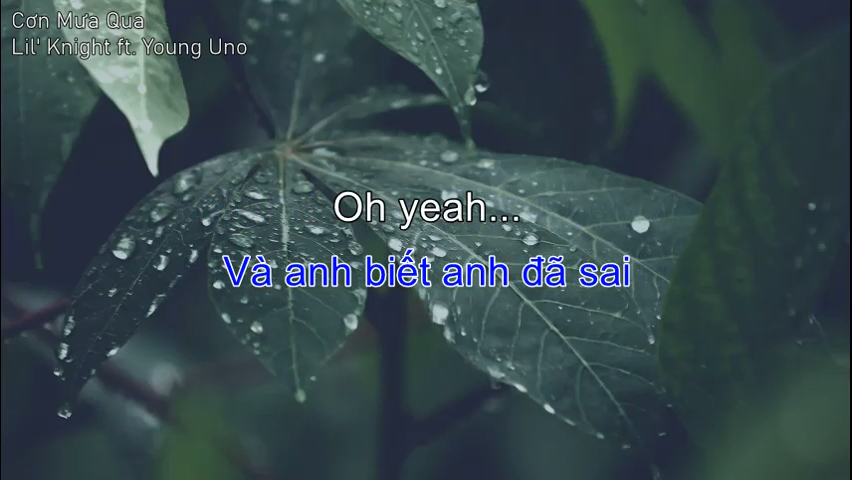 Cơn Mưa Qua
Lil' Knight ft. Young Uno
Oh yeah...
Và anh biết anh đã sai